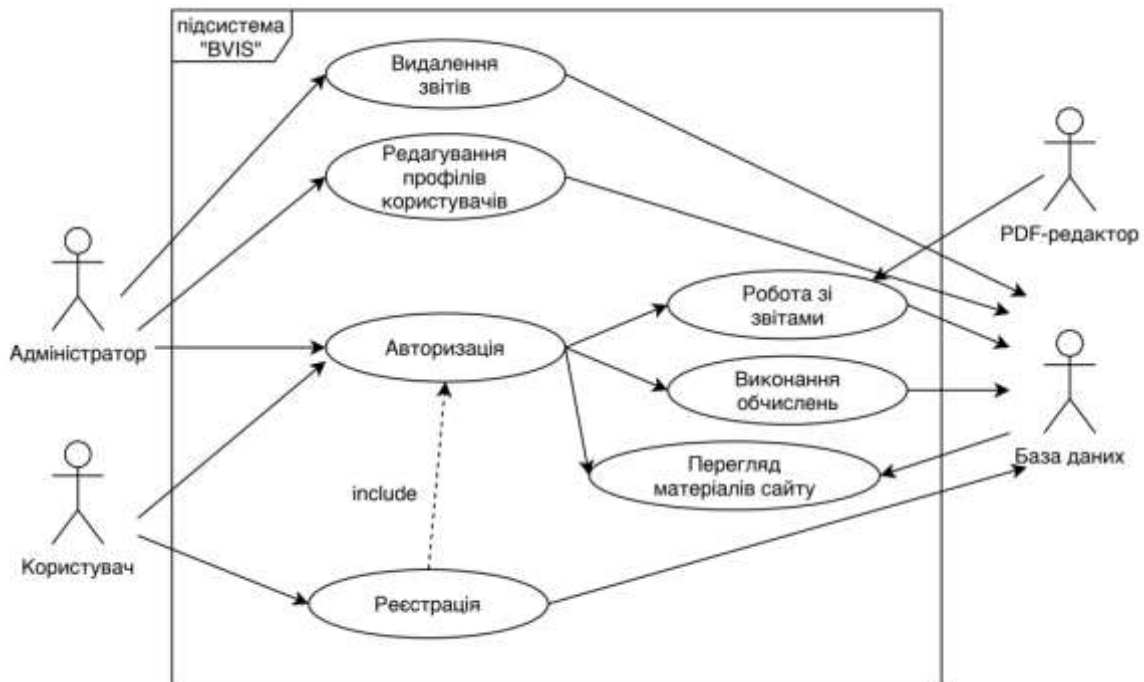 підсистема
"BVIS"
Видалення
звітів
Редагування
профілів
користувачів
PDF-редактор
Адміністратор
Авторизація
Робота зі
звітами
Виконання
обчислень
База даних
Перегляд
матеріалів сайту
include
Користувач
Реєстрація